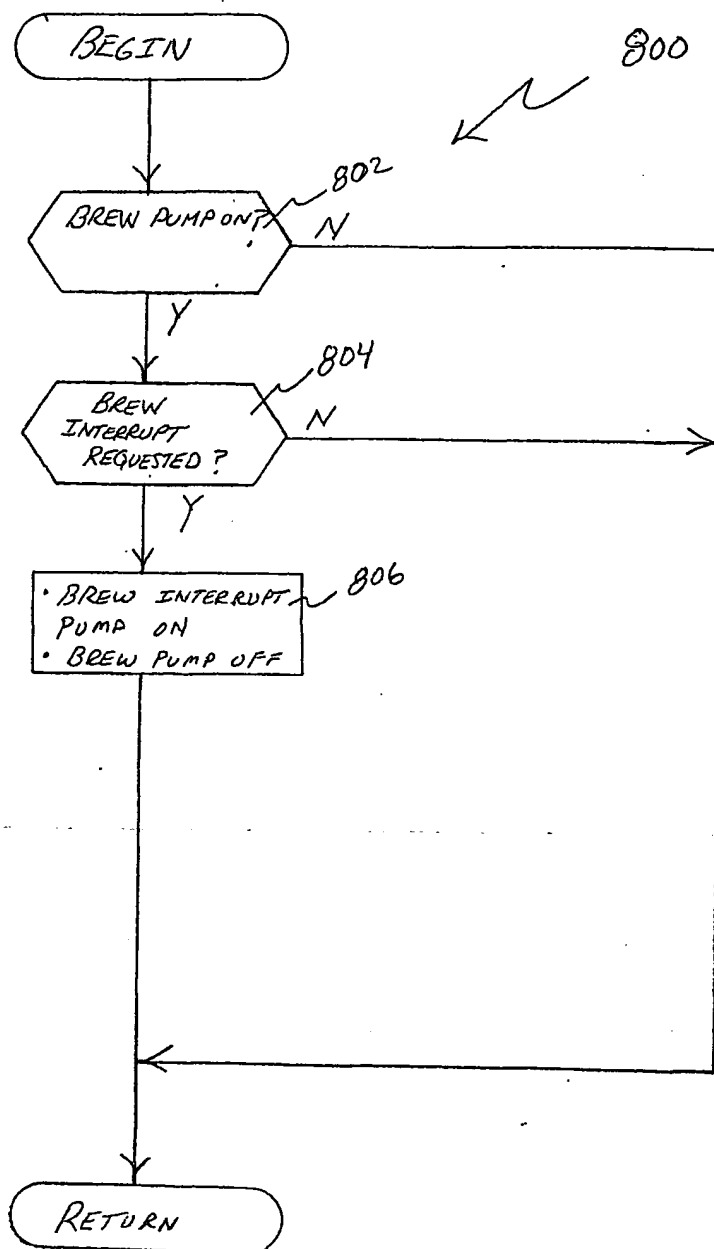 BEGIN
800
802
BREW PUMP ON?
N
Y
804
BREW
INTERRUPT
REQUESTED?
N
Y
806
• BREW INTERRUPT
PUMP ON
• BREW PUMP OFF
RETURN